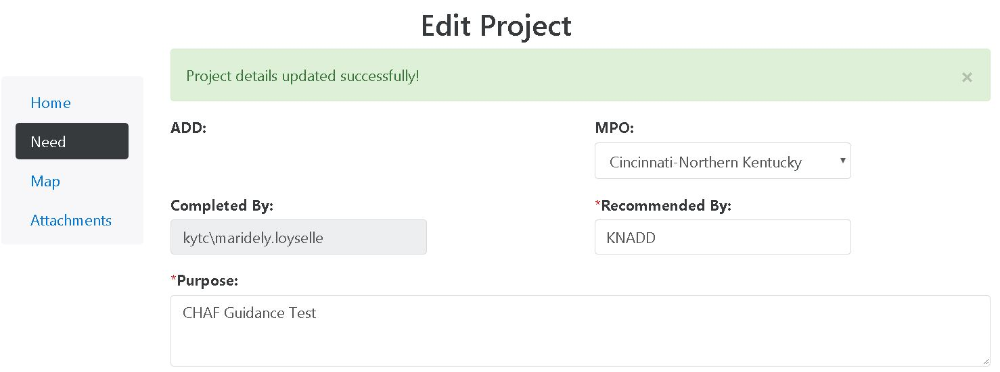 Edit Project
Project details updated successfully! ×
Home
Need
Map
Attachments
ADD:
MPO:
Cincinnati-Northern Kentucky
Completed By:
kytc\maridely.loyselle
*Recommended By:
KNADD
*Purpose:
CHAF Guidance Test